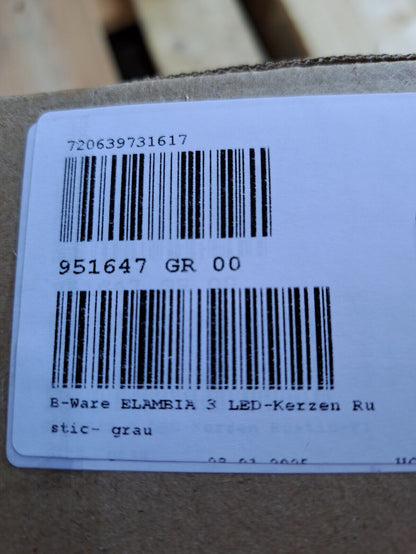 720639731617
951647 GR 00
B-Ware ELAMBIA 3 LED-Kerzen Ru
stic- grau